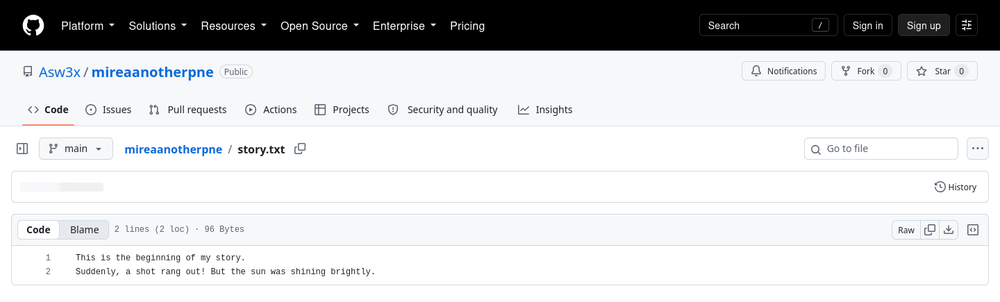 Platform Solutions Resources Open Source Enterprise Pricing Search / Sign in Sign up
Asw3x / mireaanotherpne Public Notifications Fork 0 Star 0
Code Issues Pull requests Actions Projects Security and quality Insights
main mireaanotherpne / story.txt Go to file
History
Code Blame 2 lines (2 loc) · 96 Bytes Raw
1 This is the beginning of my story.
2 Suddenly, a shot rang out! But the sun was shining brightly.